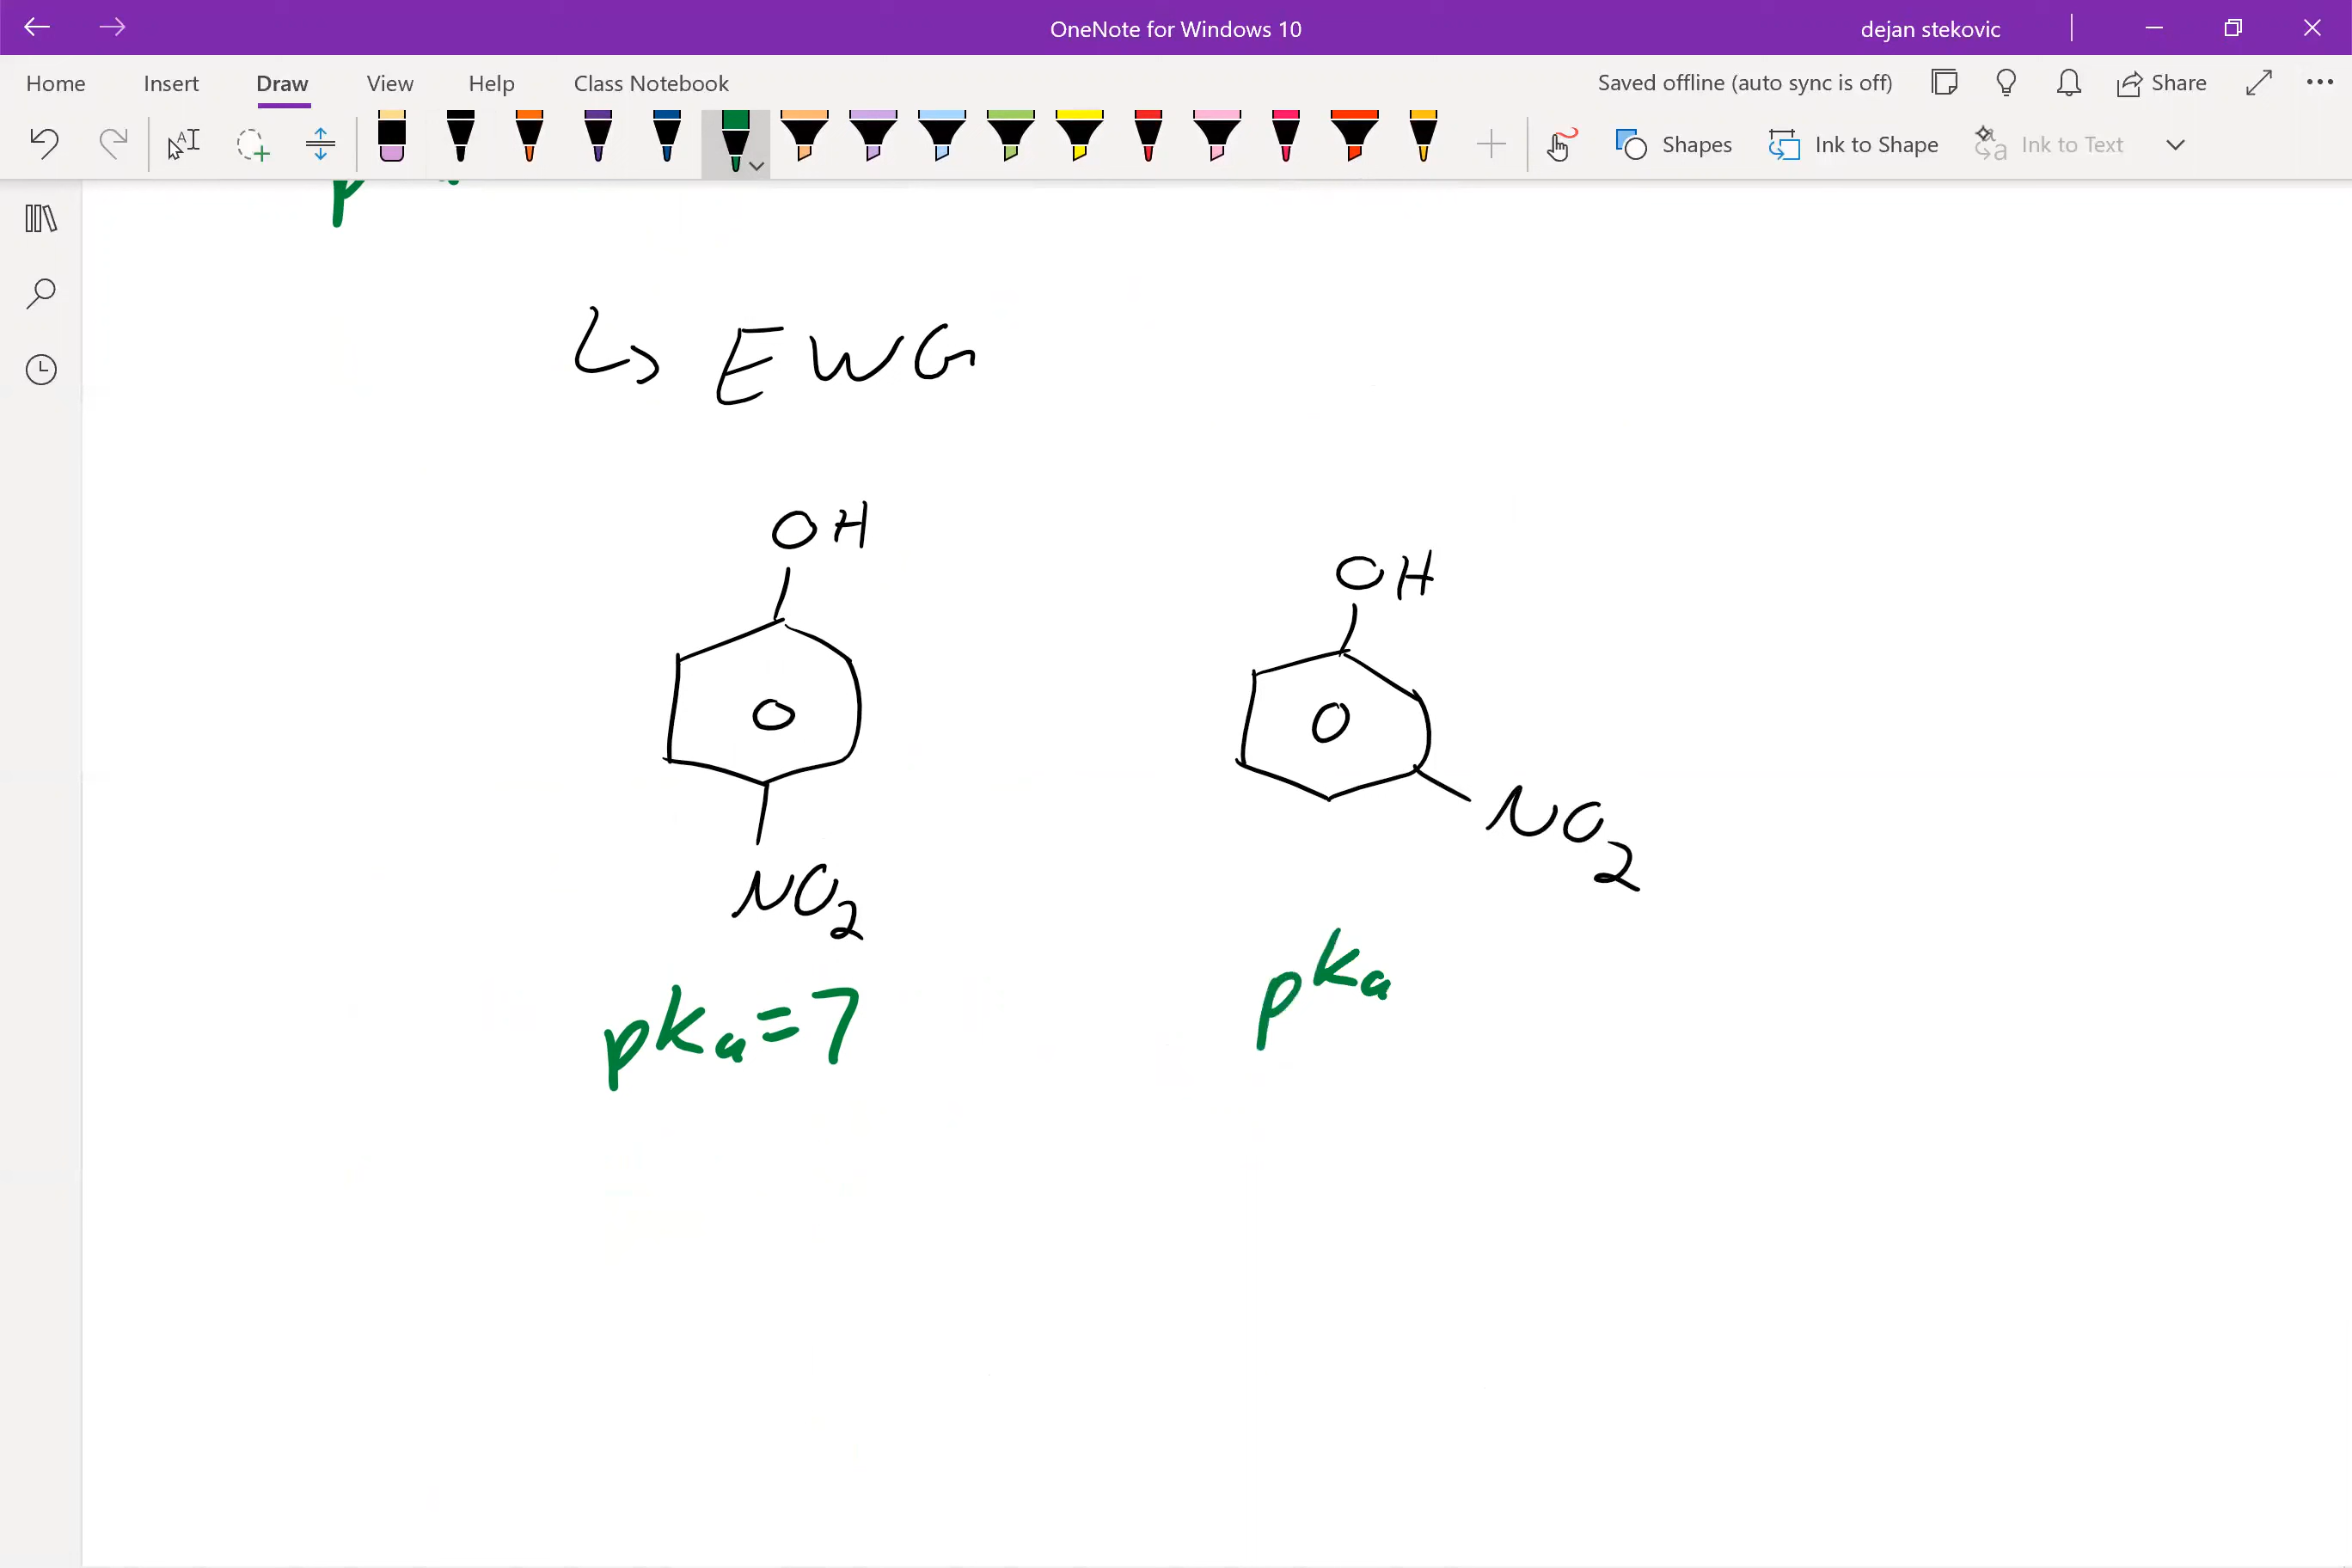 OneNote for Windows 10
dejan stekovic
Home Insert Draw View Help Class Notebook
Saved offline (auto sync is off)
Share
Shapes
Ink to Shape
Ink to Text
↳ EWG
OH
OH
NO2
NO2
pka=7
pka